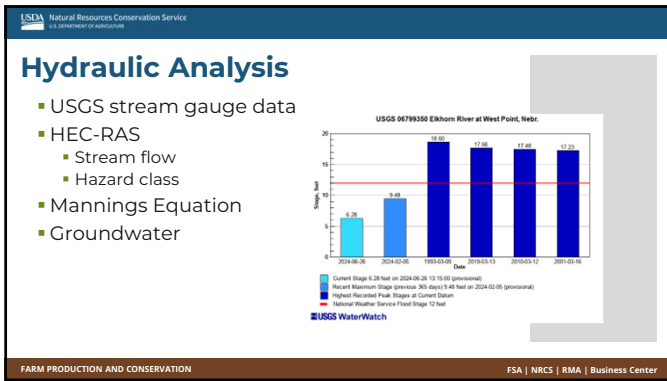 USDA Natural Resources Conservation Service
U.S. DEPARTMENT OF AGRICULTURE
Hydraulic Analysis
USGS stream gauge data
HEC-RAS
Stream flow
Hazard class
Mannings Equation
Groundwater
USGS 06799350 Elkhorn River at West Point, Nebr.
Stage, feet
20
15
10
5
0
6.28
9.48
18.60
17.66
17.48
17.23
2024-06-26
2024-02-05
1993-03-09
2019-03-13
2010-03-12
2001-03-16
Date
Current Stage 6.28 feet on 2024-06-26 13:15:00 (provisional)
Recent Maximum Stage (previous 365 days) 9.48 feet on 2024-02-05 (provisional)
Highest Recorded Peak Stages at Current Datum
National Weather Service Flood Stage 12 feet
USGS WaterWatch
FARM PRODUCTION AND CONSERVATION
FSA | NRCS | RMA | Business Center